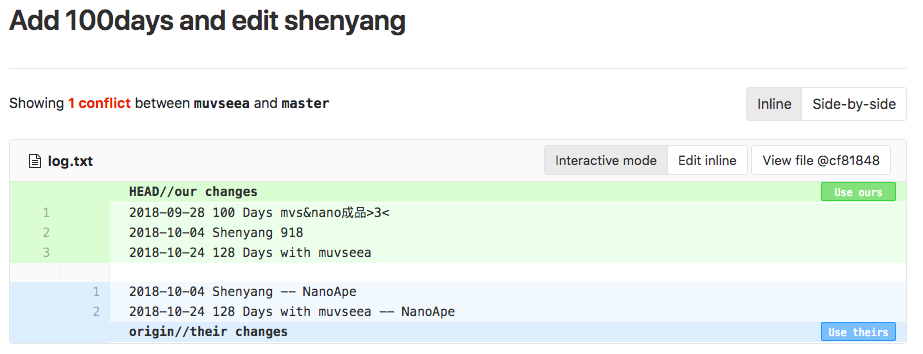 Add 100days and edit shenyang
Showing 1 conflict between muvseea and master
Inline Side-by-side
log.txt
Interactive mode Edit inline View file @cf81848
HEAD//our changes Use ours
1 2018-09-28 100 Days mvs&nano成品>3<
2 2018-10-04 Shenyang 918
3 2018-10-24 128 Days with muvseea
1 2018-10-04 Shenyang -- NanoApe
2 2018-10-24 128 Days with muvseea -- NanoApe
origin//their changes Use theirs